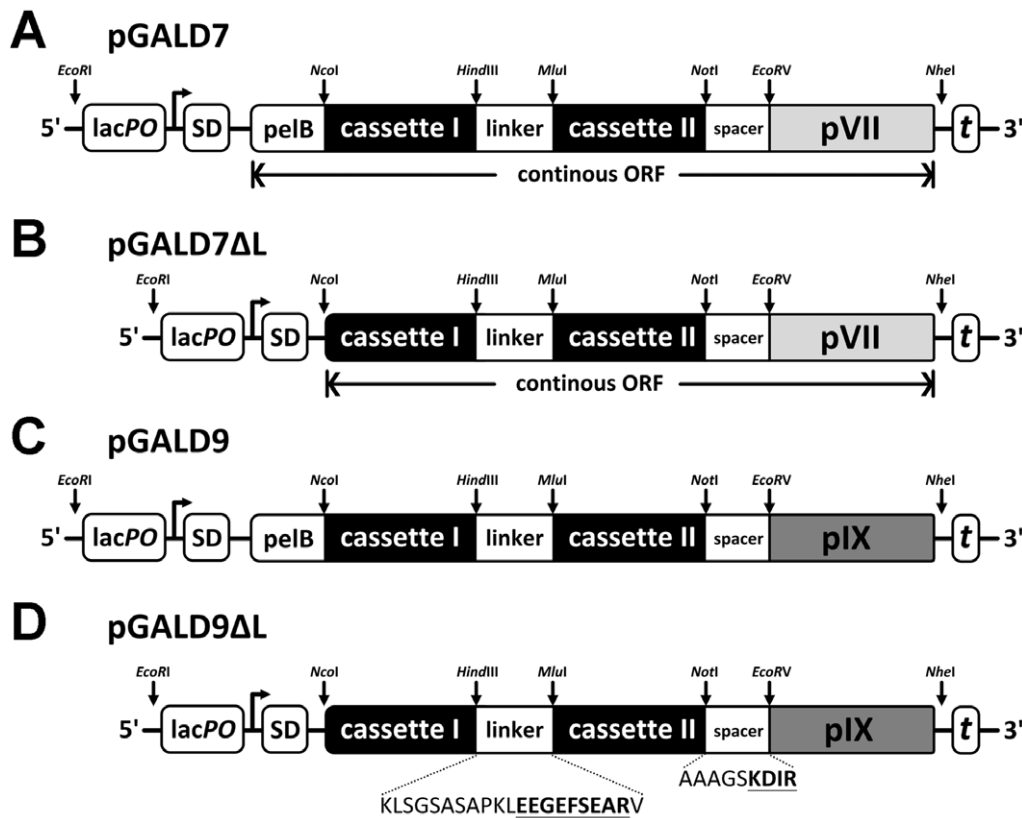 A pGALD7
EcoRI NcoI HindIII MluI NotI EcoRV NheI
5' lacPO SD pelB cassette I linker cassette II spacer pVII t 3'
continous ORF
B pGALD7ΔL
EcoRI NcoI HindIII MluI NotI EcoRV NheI
5' lacPO SD cassette I linker cassette II spacer pVII t 3'
continous ORF
C pGALD9
EcoRI NcoI HindIII MluI NotI EcoRV NheI
5' lacPO SD pelB cassette I linker cassette II spacer pIX t 3'
D pGALD9ΔL
EcoRI NcoI HindIII MluI NotI EcoRV NheI
5' lacPO SD cassette I linker cassette II spacer pIX t 3'
AAAGSKDIR
KLSGSASAPKLEEGEFSEARV